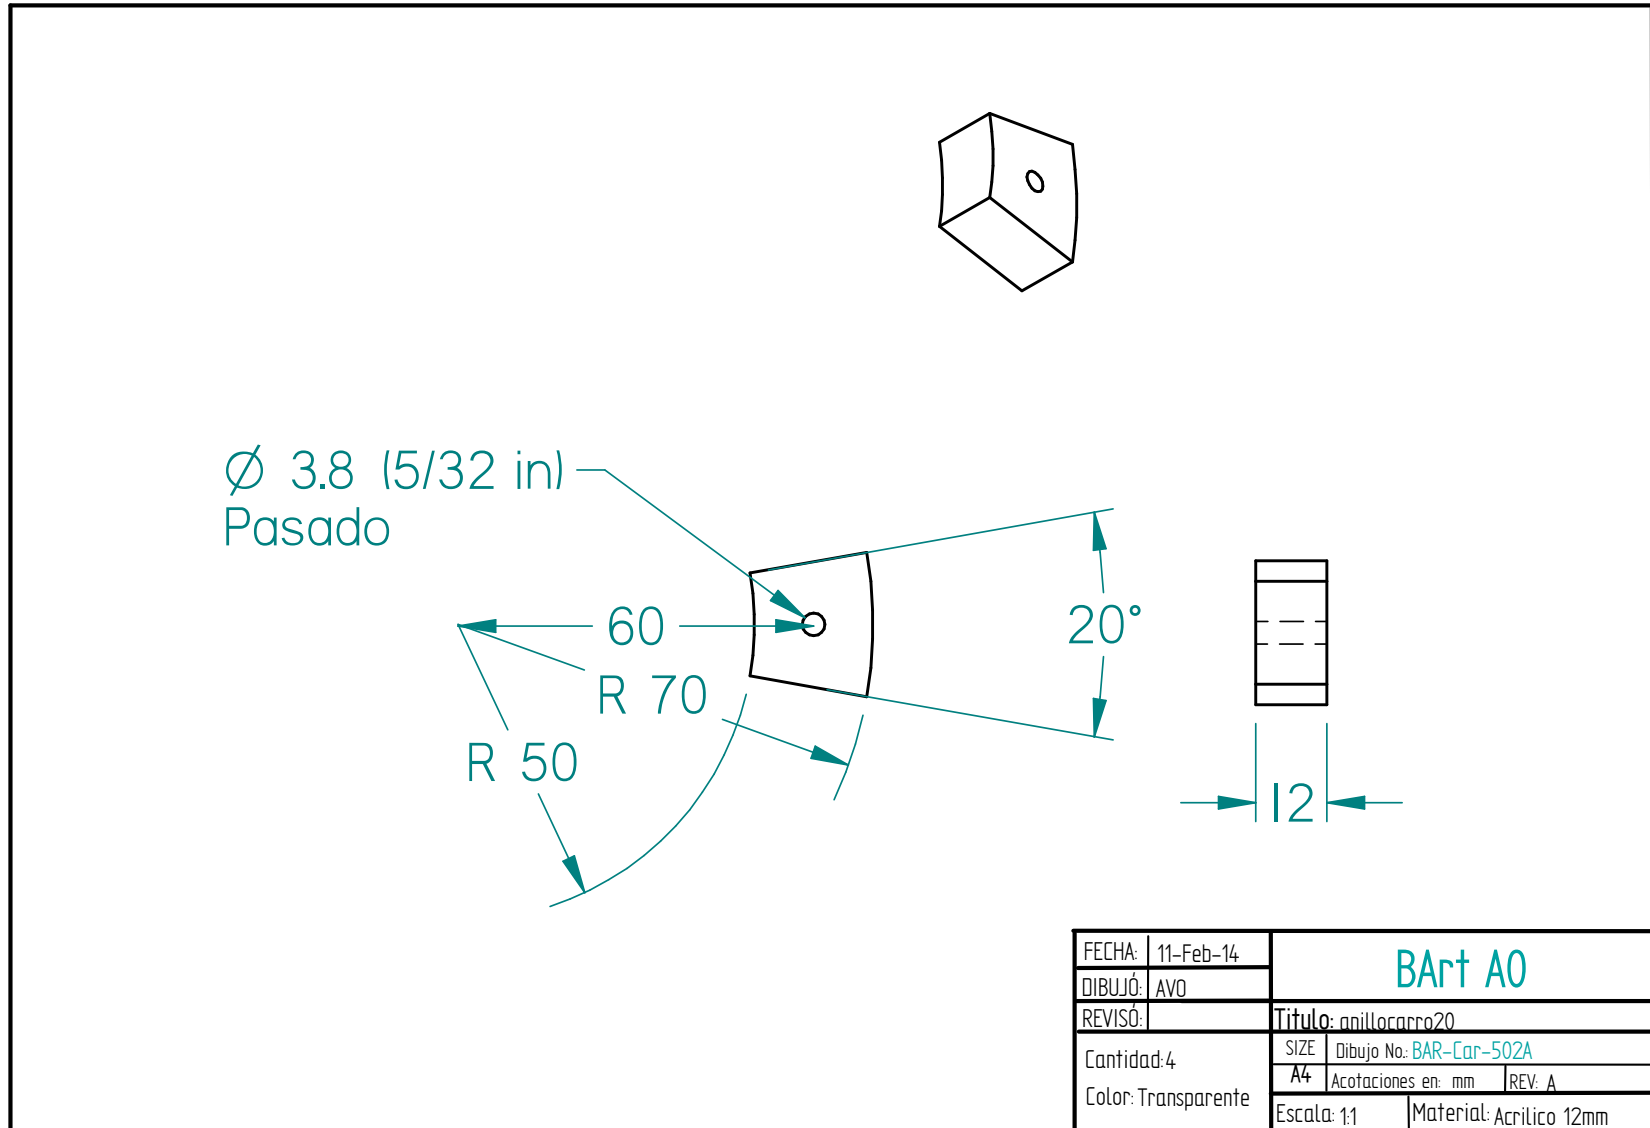 Ø 3.8 (5/32 in)
Pasado
60
20°
R 70
R 50
12
FECHA: 11-Feb-14
BArt A0
DIBUJÓ: AVO
REVISÓ:
Titulo: anillocarro20
Cantidad:4
SIZE Dibujo No.: BAR-Car-502A
A4 Acotaciones en: mm REV: A
Color: Transparente
Escala: 1:1 Material: Acrilico 12mm